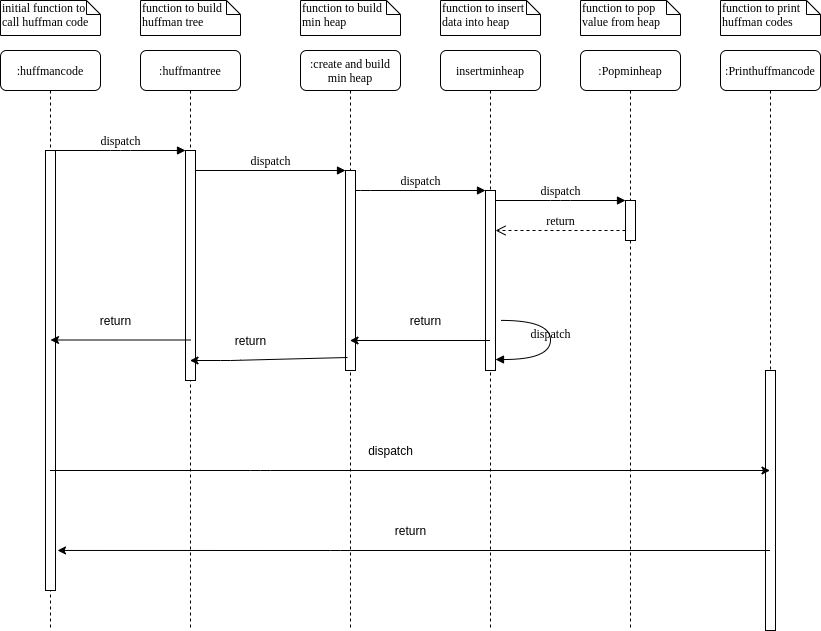 initial function to
call huffman code
function to build
huffman tree
function to build
min heap
function to insert
data into heap
function to pop
value from heap
function to print
huffman codes
:huffmancode
:huffmantree
:create and build
min heap
insertminheap
:Popminheap
:Printhuffmancode
dispatch
dispatch
dispatch
dispatch
return
return
return
return
dispatch
dispatch
return